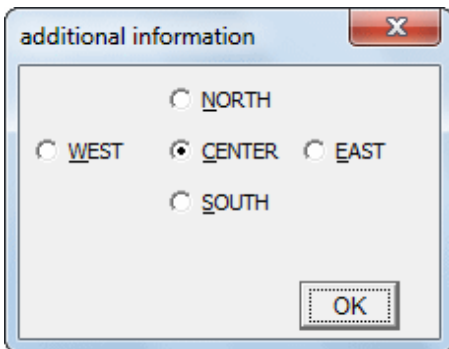 additional information
NORTH
WEST CENTER EAST
SOUTH
OK